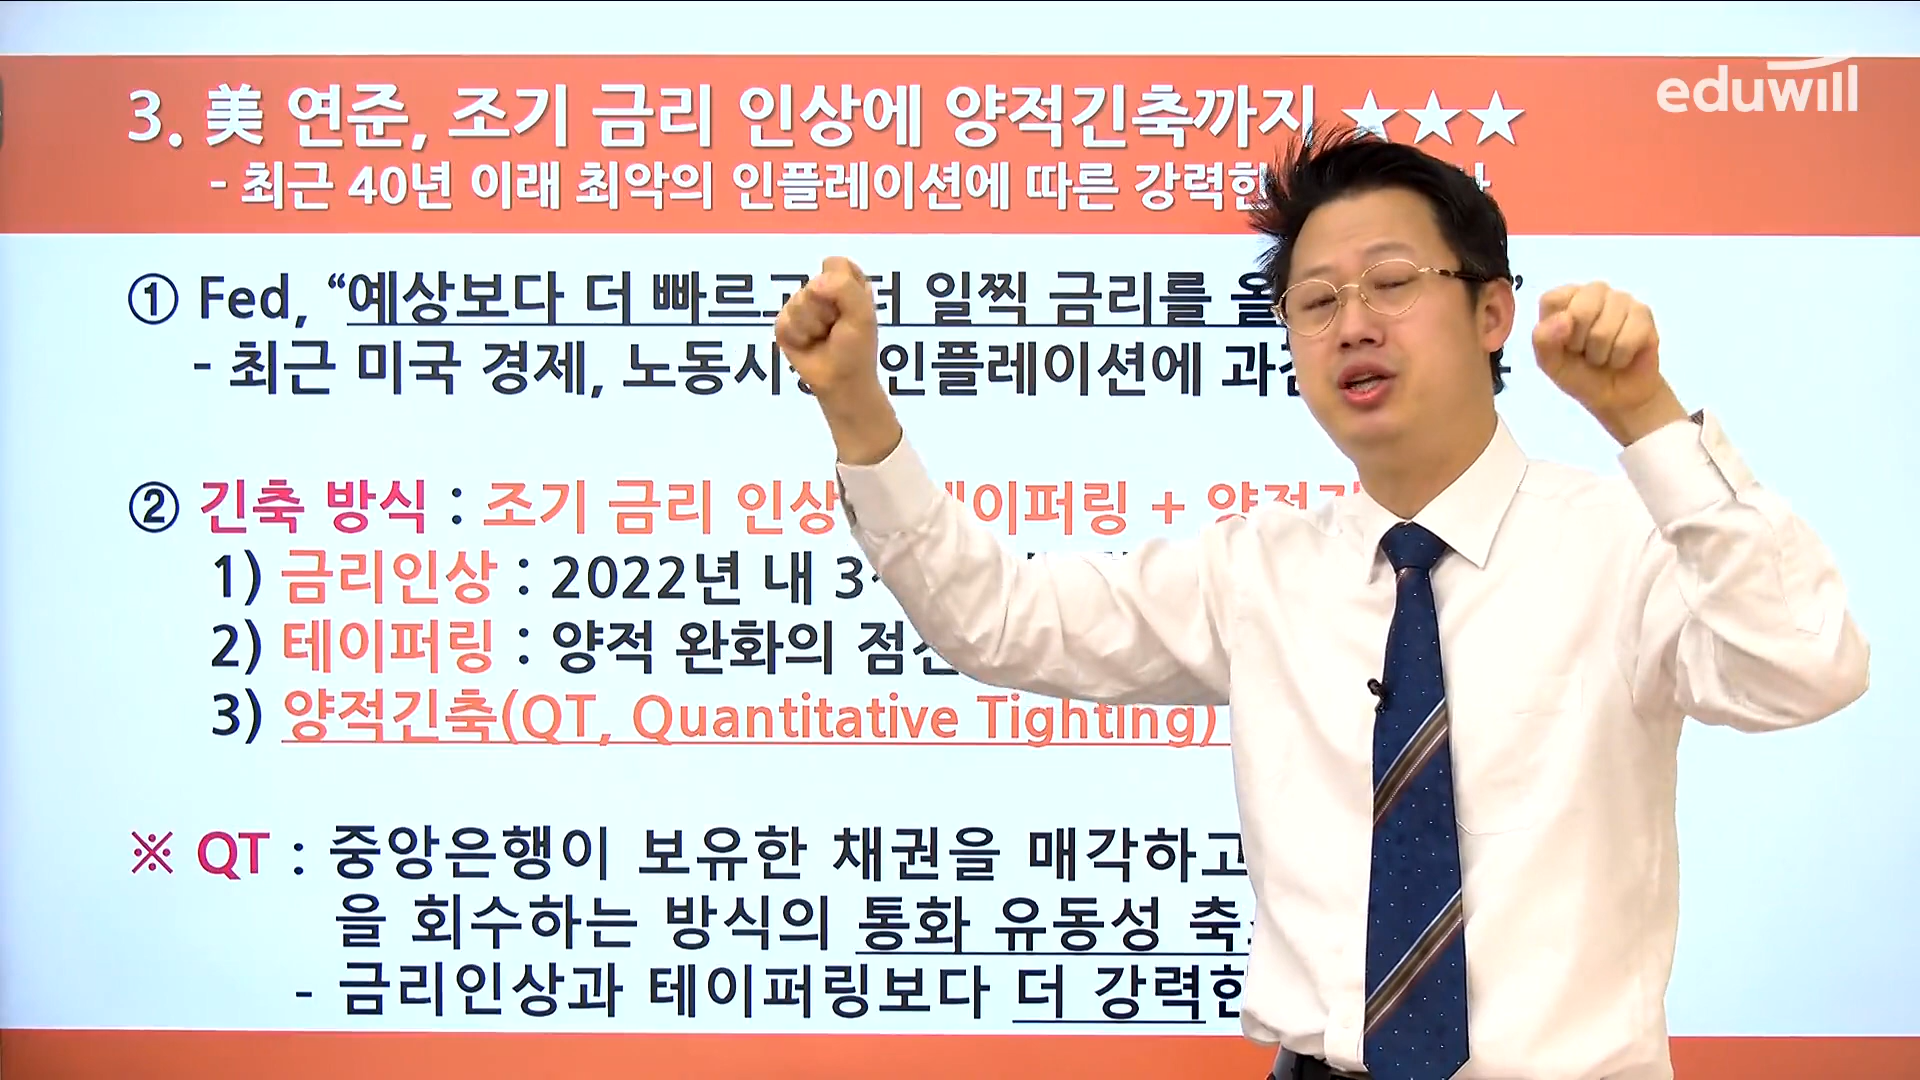 eduwill
3. 美 연준, 조기 금리 인상에 양적긴축까지 ★★★
- 최근 40년 이래 최악의 인플레이션에 따른
① Fed, “예상보다 더 빠르고 더 일찍 금리를 ”
- 최근 미국 경제, 노동시장 인플레이션에
② 긴축 방식 : 조기 금리 인상 테이퍼링 +
1) 금리인상 : 2022년 내
2) 테이퍼링 : 양적 완화의
3) 양적긴축(QT, Quantitative Tighting)
※ QT : 중앙은행이 보유한 채권을 매각하고
을 회수하는 방식의 통화 유동성
- 금리인상과 테이퍼링보다 더 강력한